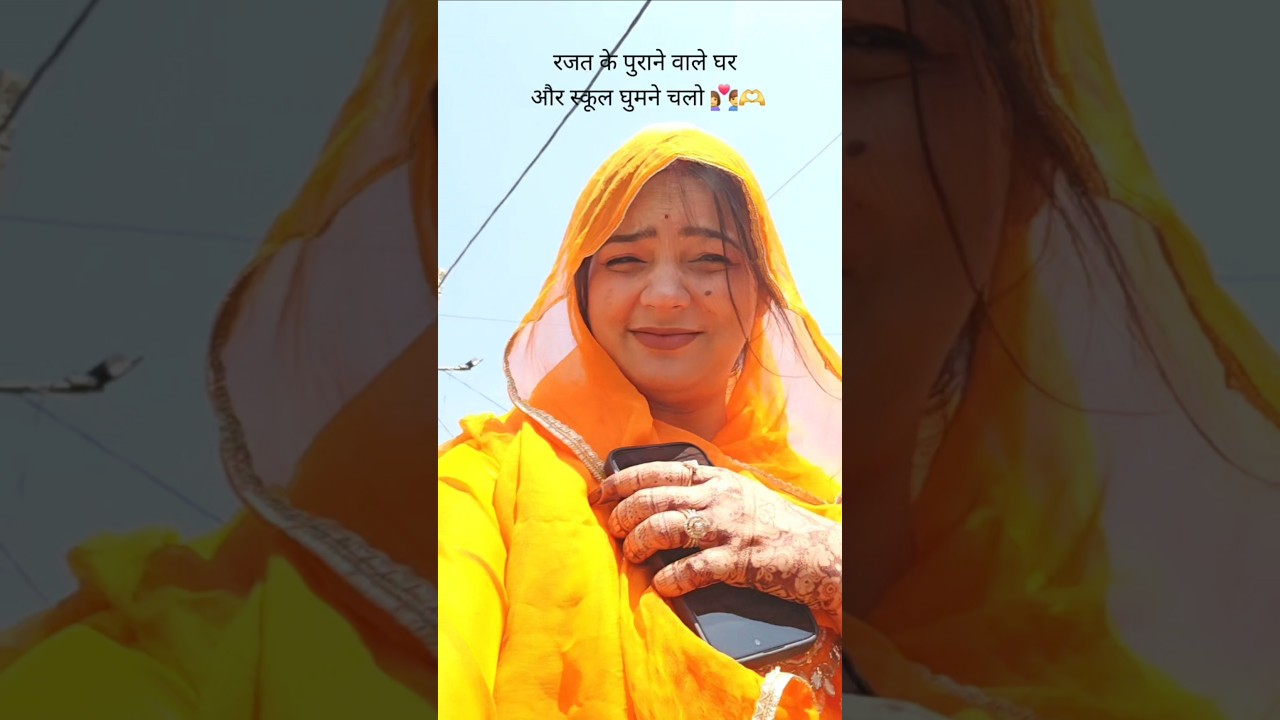 रजत के पुराने वाले घर
और स्कूल घुमने चलो 💏🫶